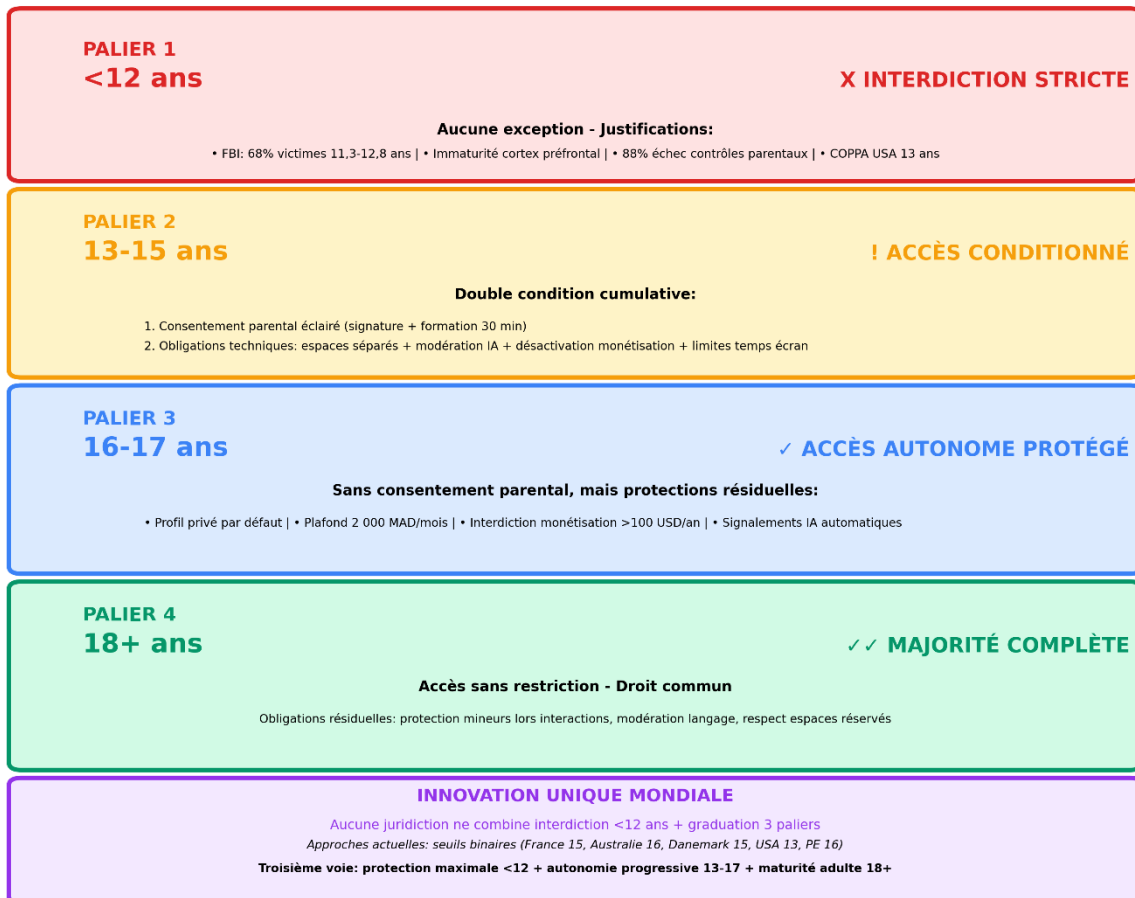 PALIER 1
<12 ans
X INTERDICTION STRICTE
Aucune exception - Justifications:
• FBI: 68% victimes 11,3-12,8 ans | • Immaturité cortex préfrontal | • 88% échec contrôles parentaux | • COPPA USA 13 ans
PALIER 2
13-15 ans
! ACCÈS CONDITIONNÉ
Double condition cumulative:
1. Consentement parental éclairé (signature + formation 30 min)
2. Obligations techniques: espaces séparés + modération IA + désactivation monétisation + limites temps écran
PALIER 3
16-17 ans
✓ ACCÈS AUTONOME PROTÉGÉ
Sans consentement parental, mais protections résiduelles:
• Profil privé par défaut | • Plafond 2 000 MAD/mois | • Interdiction monétisation >100 USD/an | • Signalements IA automatiques
PALIER 4
18+ ans
✓✓ MAJORITÉ COMPLÈTE
Accès sans restriction - Droit commun
Obligations résiduelles: protection mineurs lors interactions, modération langage, respect espaces réservés
INNOVATION UNIQUE MONDIALE
Aucune juridiction ne combine interdiction <12 ans + graduation 3 paliers
Approches actuelles: seuils binaires (France 15, Australie 16, Danemark 15, USA 13, PE 16)
Troisième voie: protection maximale <12 + autonomie progressive 13-17 + maturité adulte 18+